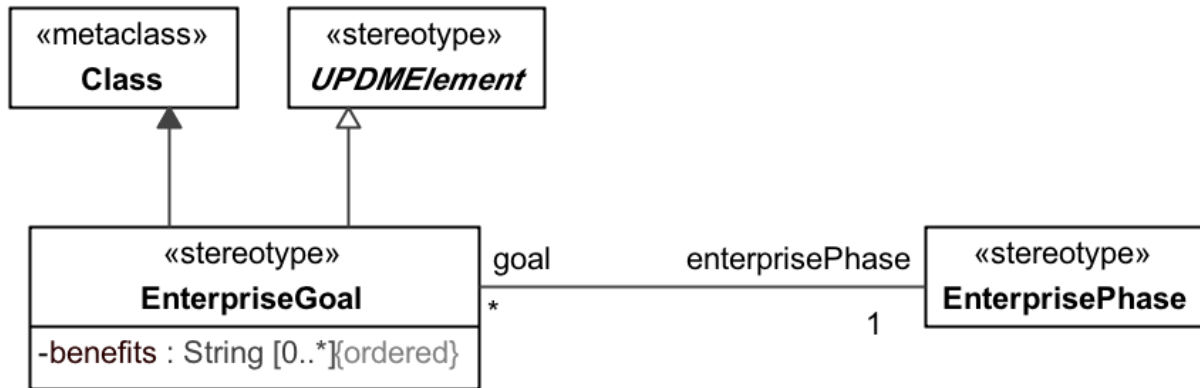 «metaclass»
Class
«stereotype»
UPDMElement
«stereotype»
EnterpriseGoal
-benefits : String [0..*]{ordered}
goal
*
enterprisePhase
1
«stereotype»
EnterprisePhase